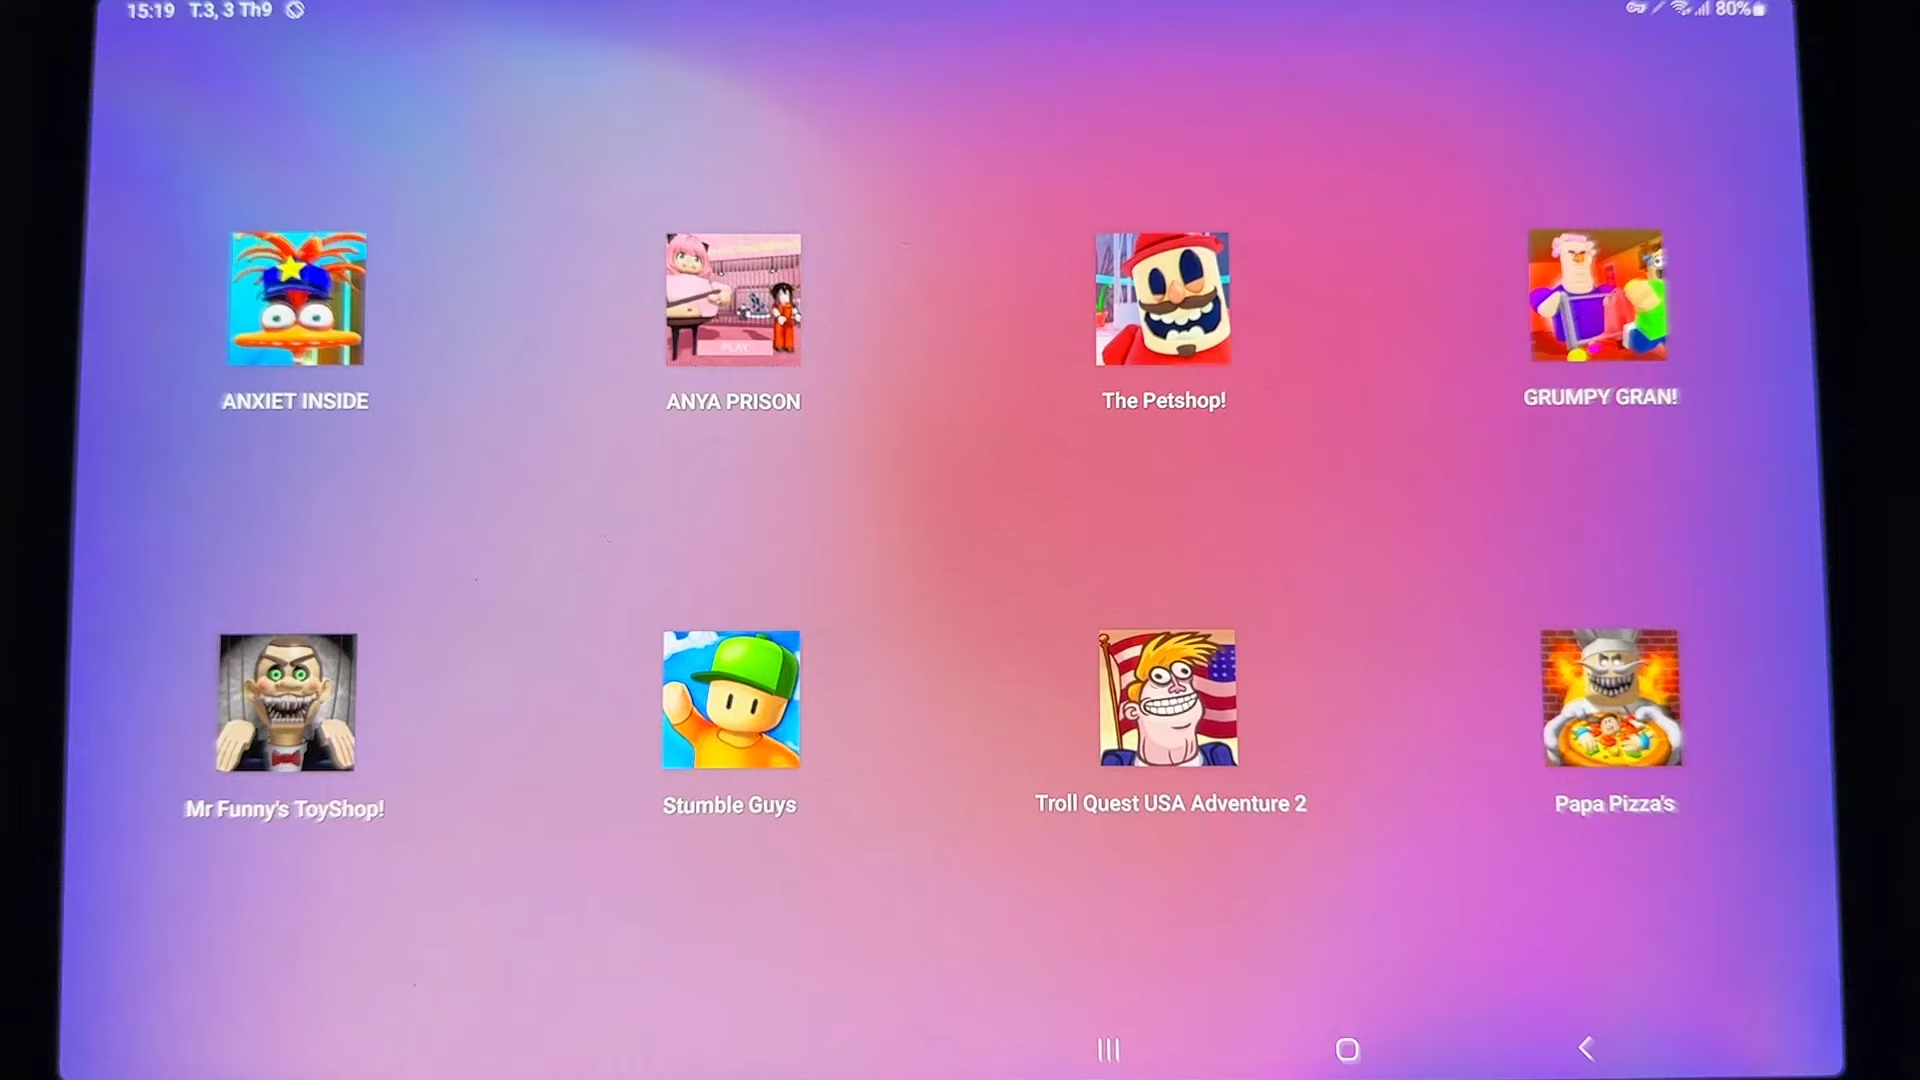 15:19 T.3, 3 Th9
80%
ANXIET INSIDE
PLAY
ANYA PRISON
The Petshop!
GRUMPY GRAN!
Mr Funny's ToyShop!
Stumble Guys
Troll Quest USA Adventure 2
Papa Pizza's